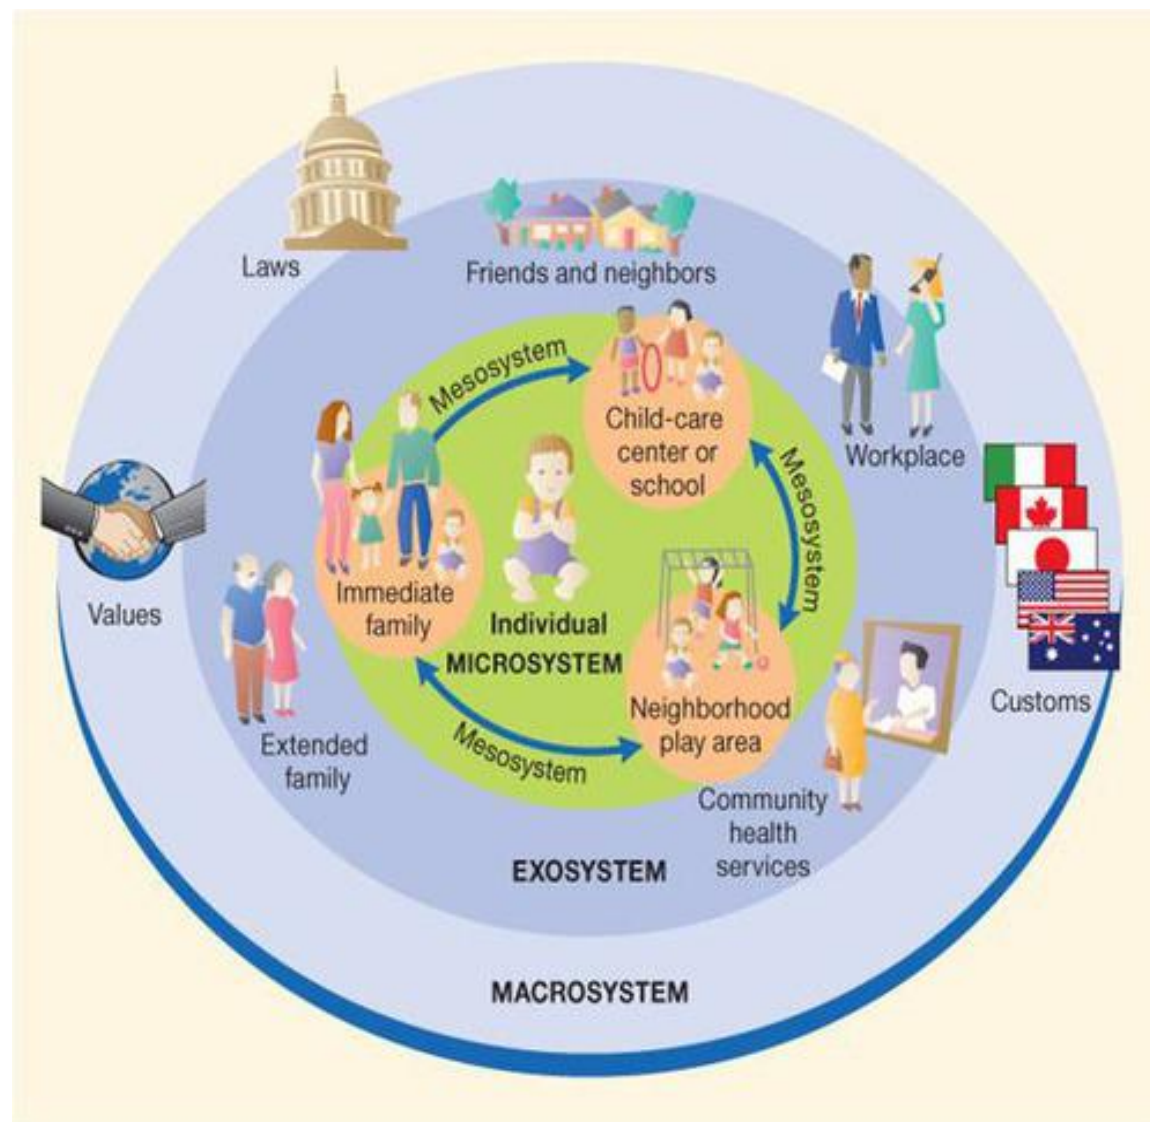 Laws
Friends and neighbors
Mesosystem
Child-care
center or
school
Workplace
Mesosystem
Values
Immediate
family
Individual
MICROSYSTEM
Neighborhood
play area
Customs
Extended
family
Mesosystem
Community
health
services
EXOSYSTEM
MACROSYSTEM